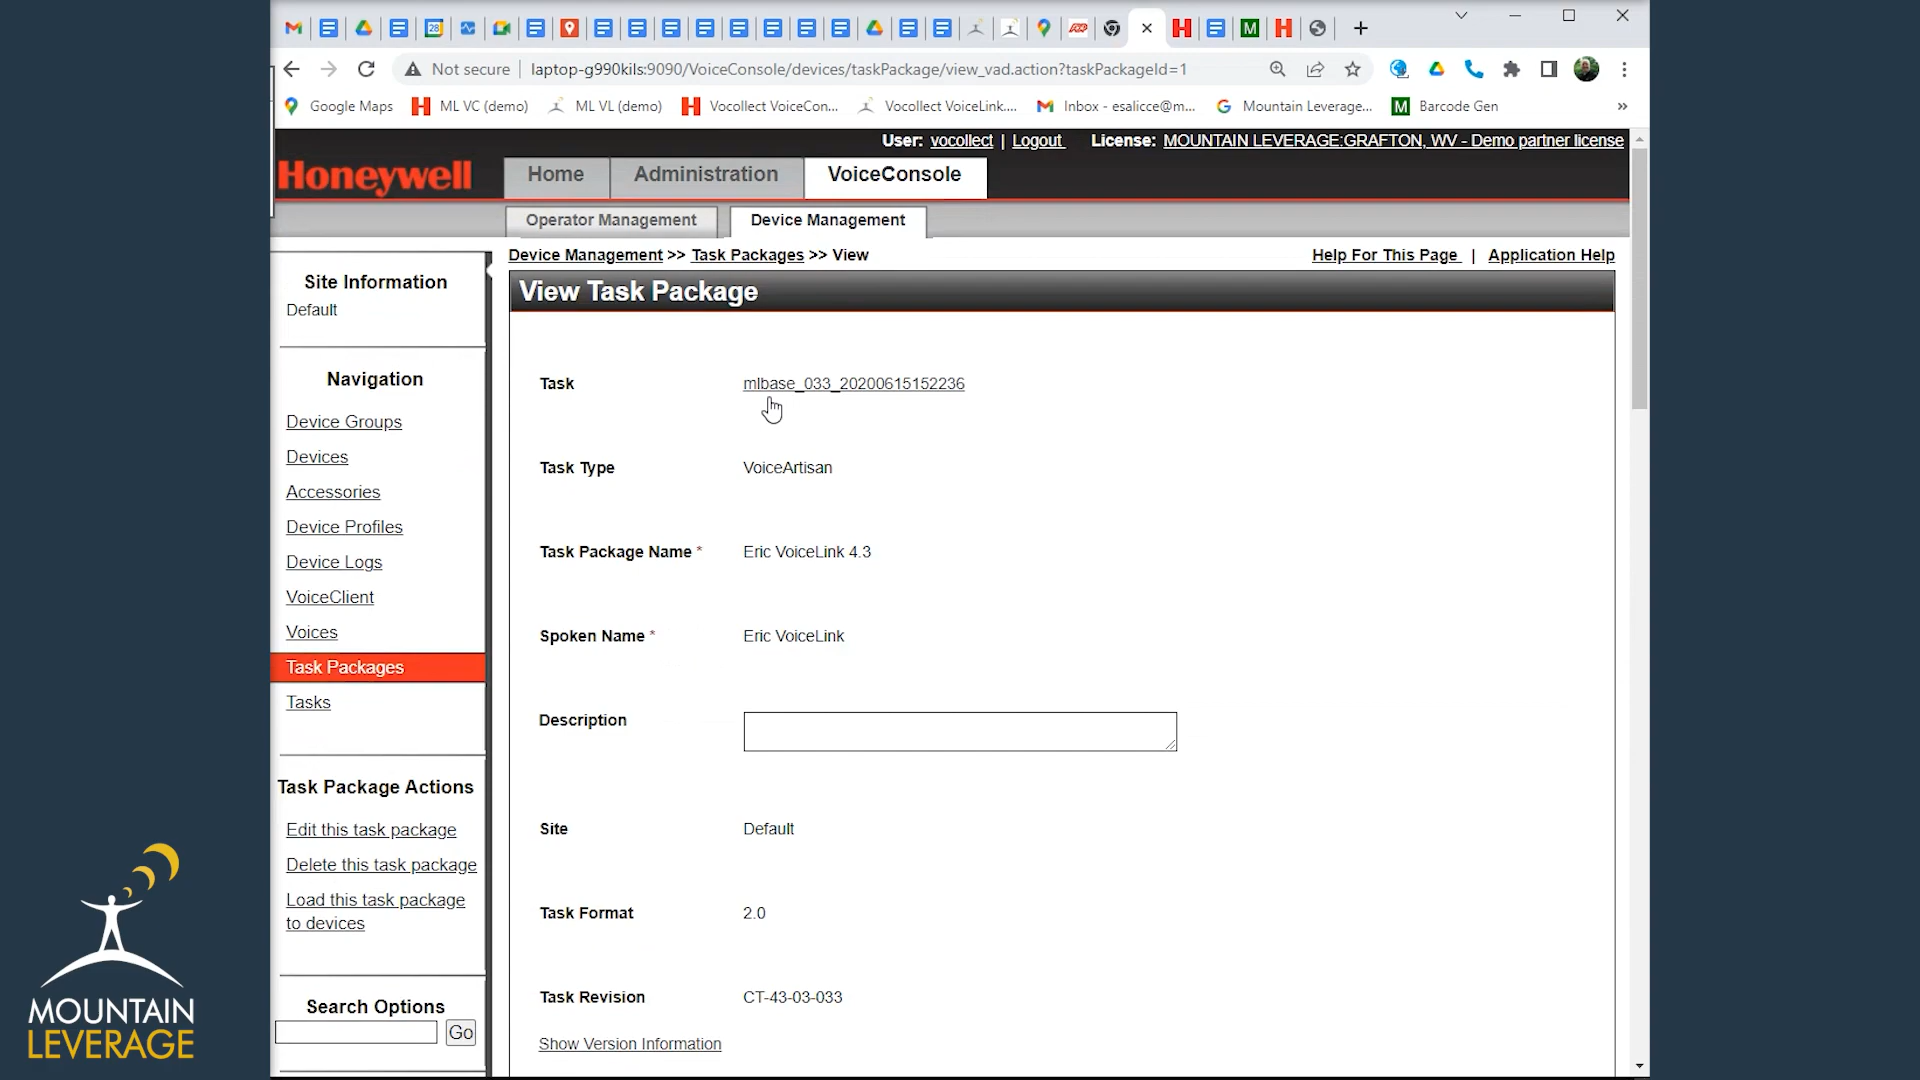 Not secure
laptop-g990kils:9090/VoiceConsole/devices/taskPackage/view_vad.action?taskPackageId=1
Google Maps
ML VC (demo)
ML VL (demo)
Vocollect VoiceCon...
Vocollect VoiceLink....
Inbox - esalicce@m...
Mountain Leverage...
Barcode Gen
»
User: vocollect | Logout License: MOUNTAIN LEVERAGE:GRAFTON, WV - Demo partner license
Honeywell
Home
Administration
VoiceConsole
Operator Management
Device Management
Device Management >> Task Packages >> View
Help For This Page | Application Help
Site Information
Default
Navigation
Device Groups
Devices
Accessories
Device Profiles
Device Logs
VoiceClient
Voices
Task Packages
Tasks
Task Package Actions
Edit this task package
Delete this task package
Load this task package
to devices
Search Options
Go
View Task Package
Task mlbase_033_20200615152236
Task Type VoiceArtisan
Task Package Name * Eric VoiceLink 4.3
Spoken Name * Eric VoiceLink
Description
Site Default
Task Format 2.0
Task Revision CT-43-03-033
Show Version Information
MOUNTAIN
LEVERAGE